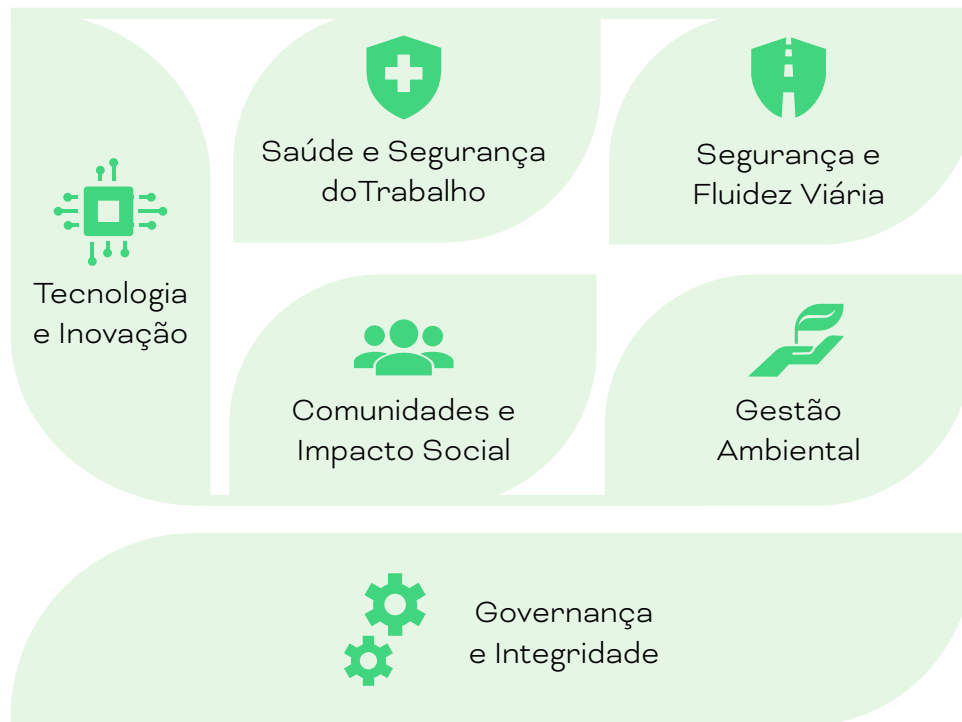 Saúde e Segurança
doTrabalho
Segurança e
Fluidez Viária
Tecnologia
e Inovação
Comunidades e
Impacto Social
Gestão
Ambiental
Governança
e Integridade